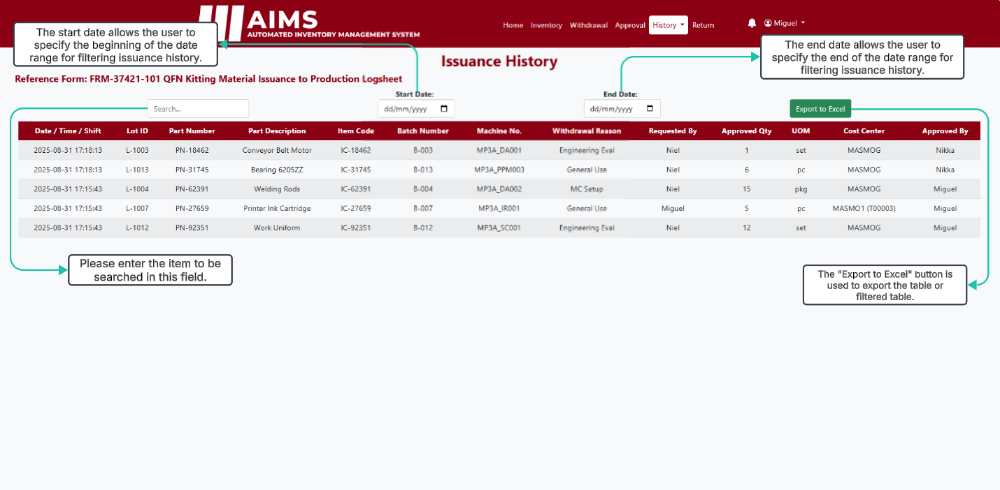 AIMS
AUTOMATED INVENTORY MANAGEMENT SYSTEM
Home Inventory Withdrawal Approval History Return Miguel
The start date allows the user to
specify the beginning of the date
range for filtering issuance history.
The end date allows the user to
specify the end of the date range for
filtering issuance history.
Issuance History
Reference Form: FRM-37421-101 QFN Kitting Material Issuance to Production Logsheet
Start Date: End Date:
Search... dd/mm/yyyy dd/mm/yyyy Export to Excel
Date / Time / Shift Lot ID Part Number Part Description Item Code Batch Number Machine No. Withdrawal Reason Requested By Approved Qty UOM Cost Center Approved By
2025-08-31 17:18:13 L-1003 PN-18462 Conveyor Belt Motor IC-18462 B-003 MP3A_DA001 Engineering Eval Niel 1 set MASMOG Nikka
2025-08-31 17:18:13 L-1013 PN-31745 Bearing 6205ZZ IC-31745 B-013 MP3A_PPM003 General Use Niel 6 pc MASMOG Nikka
2025-08-31 17:15:43 L-1004 PN-62391 Welding Rods IC-62391 B-004 MP3A_DA002 MC Setup Niel 15 pkg MASMOG Miguel
2025-08-31 17:15:43 L-1007 PN-27659 Printer Ink Cartridge IC-27659 B-007 MP3A_IR001 General Use Miguel 5 pc MASMO1 (T00003) Miguel
2025-08-31 17:15:43 L-1012 PN-92351 Work Uniform IC-92351 B-012 MP3A_SC001 Engineering Eval Niel 12 set MASMOG Miguel
Please enter the item to be
searched in this field.
The "Export to Excel" button is
used to export the table or
filtered table.